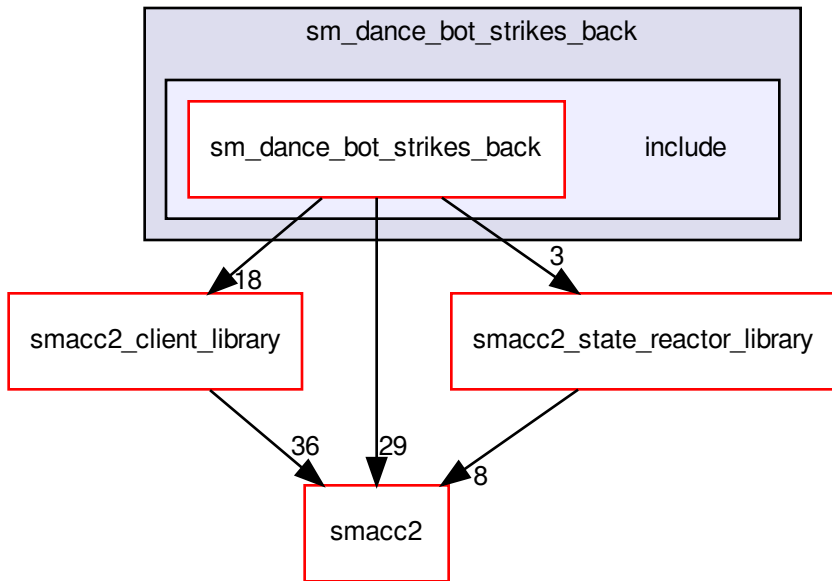 sm_dance_bot_strikes_back
sm_dance_bot_strikes_back
include
18
3
smacc2_client_library
smacc2_state_reactor_library
36
29
8
smacc2